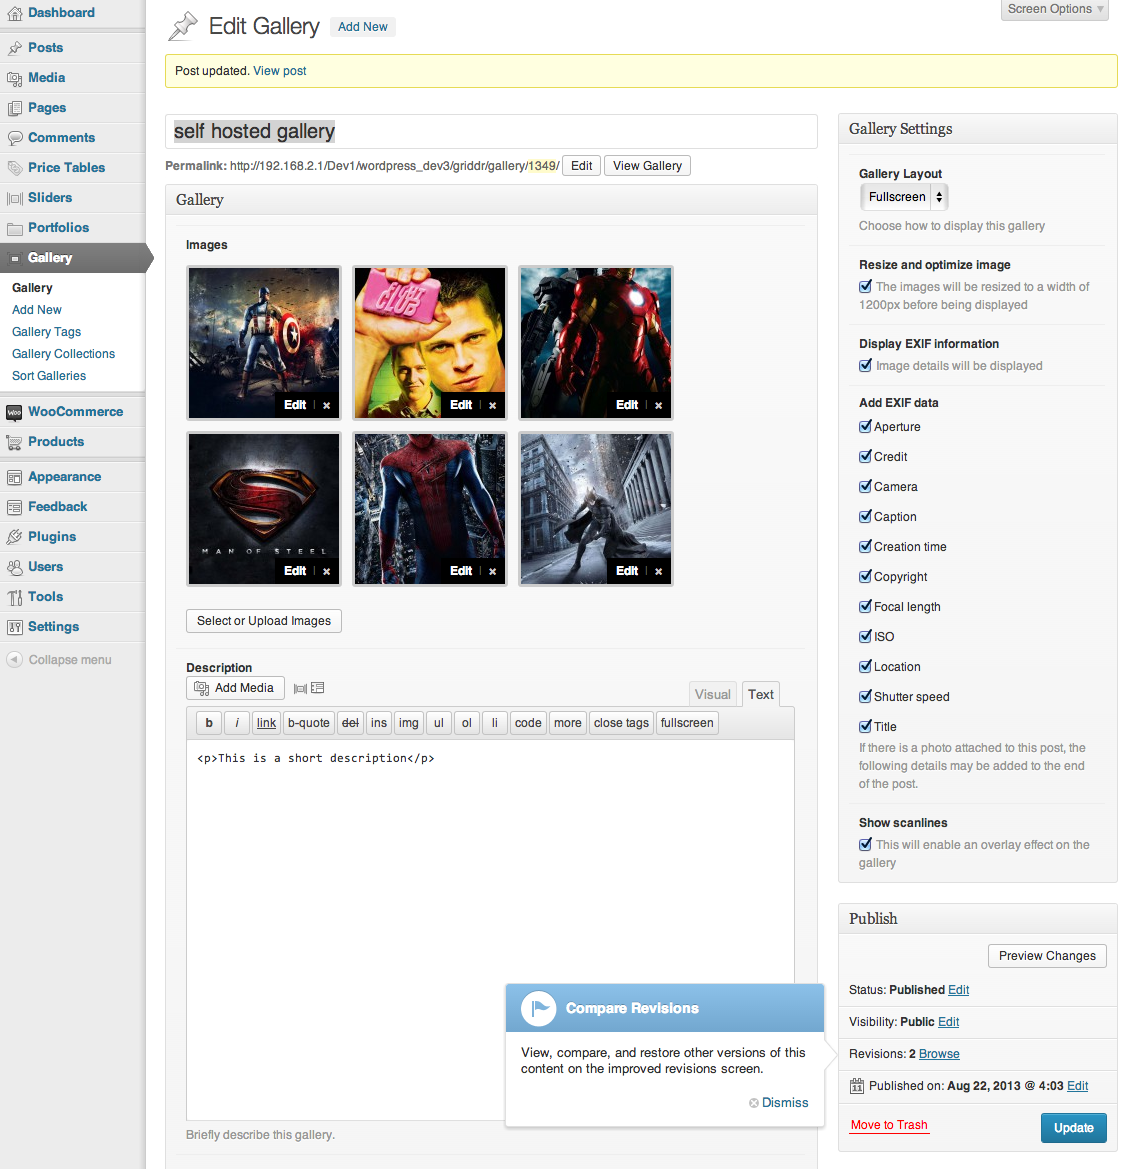 Dashboard
Posts
Media
Pages
Comments
Price Tables
Sliders
Portfolios
Gallery
Gallery
Add New
Gallery Tags
Gallery Collections
Sort Galleries
Woo
WooCommerce
Products
Appearance
Feedback
Plugins
Users
Tools
Settings
Collapse menu
Screen Options
Edit Gallery Add New
Post updated. View post
self hosted gallery
Permalink: http://192.168.2.1/Dev1/wordpress_dev3/griddr/gallery/1349/ Edit View Gallery
Gallery
Images
FIGHT
CLUB
Edit × Edit × Edit ×
MAN OF STEEL
Edit × Edit × Edit ×
Select or Upload Images
Description
Add Media
Visual Text
b i link b-quote del ins img ul ol li code more close tags fullscreen
<p>This is a short description</p>
Briefly describe this gallery.
Compare Revisions
View, compare, and restore other versions of this
content on the improved revisions screen.
Dismiss
Gallery Settings
Gallery Layout
Fullscreen
Choose how to display this gallery
Resize and optimize image
The images will be resized to a width of
1200px before being displayed
Display EXIF information
Image details will be displayed
Add EXIF data
Aperture
Credit
Camera
Caption
Creation time
Copyright
Focal length
ISO
Location
Shutter speed
Title
If there is a photo attached to this post, the
following details may be added to the end
of the post.
Show scanlines
This will enable an overlay effect on the
gallery
Publish
Preview Changes
Status: Published Edit
Visibility: Public Edit
Revisions: 2 Browse
11 Published on: Aug 22, 2013 @ 4:03 Edit
Move to Trash
Update